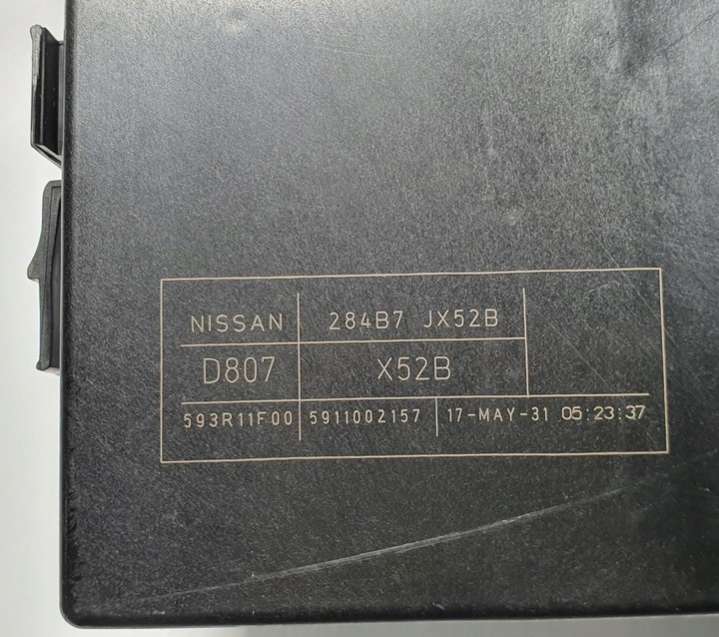 NISSAN 284B7 JX52B
D807 X52B
593R11F00 5911002157 17-MAY-31 05:23:37